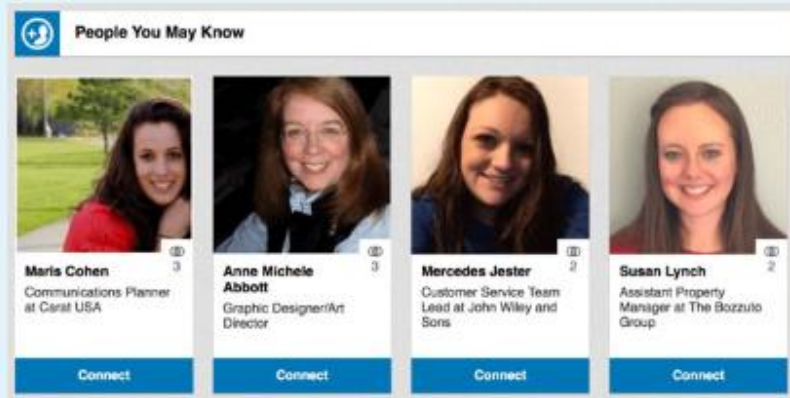 People You May Know
3
Maris Cohen
Communications Planner
at Carat USA
Connect
3
Anne Michele
Abbott
Graphic Designer/Art
Director
Connect
2
Mercedes Jester
Customer Service Team
Lead at John Wiley and
Sons
Connect
2
Susan Lynch
Assistant Property
Manager at The Bozzuto
Group
Connect